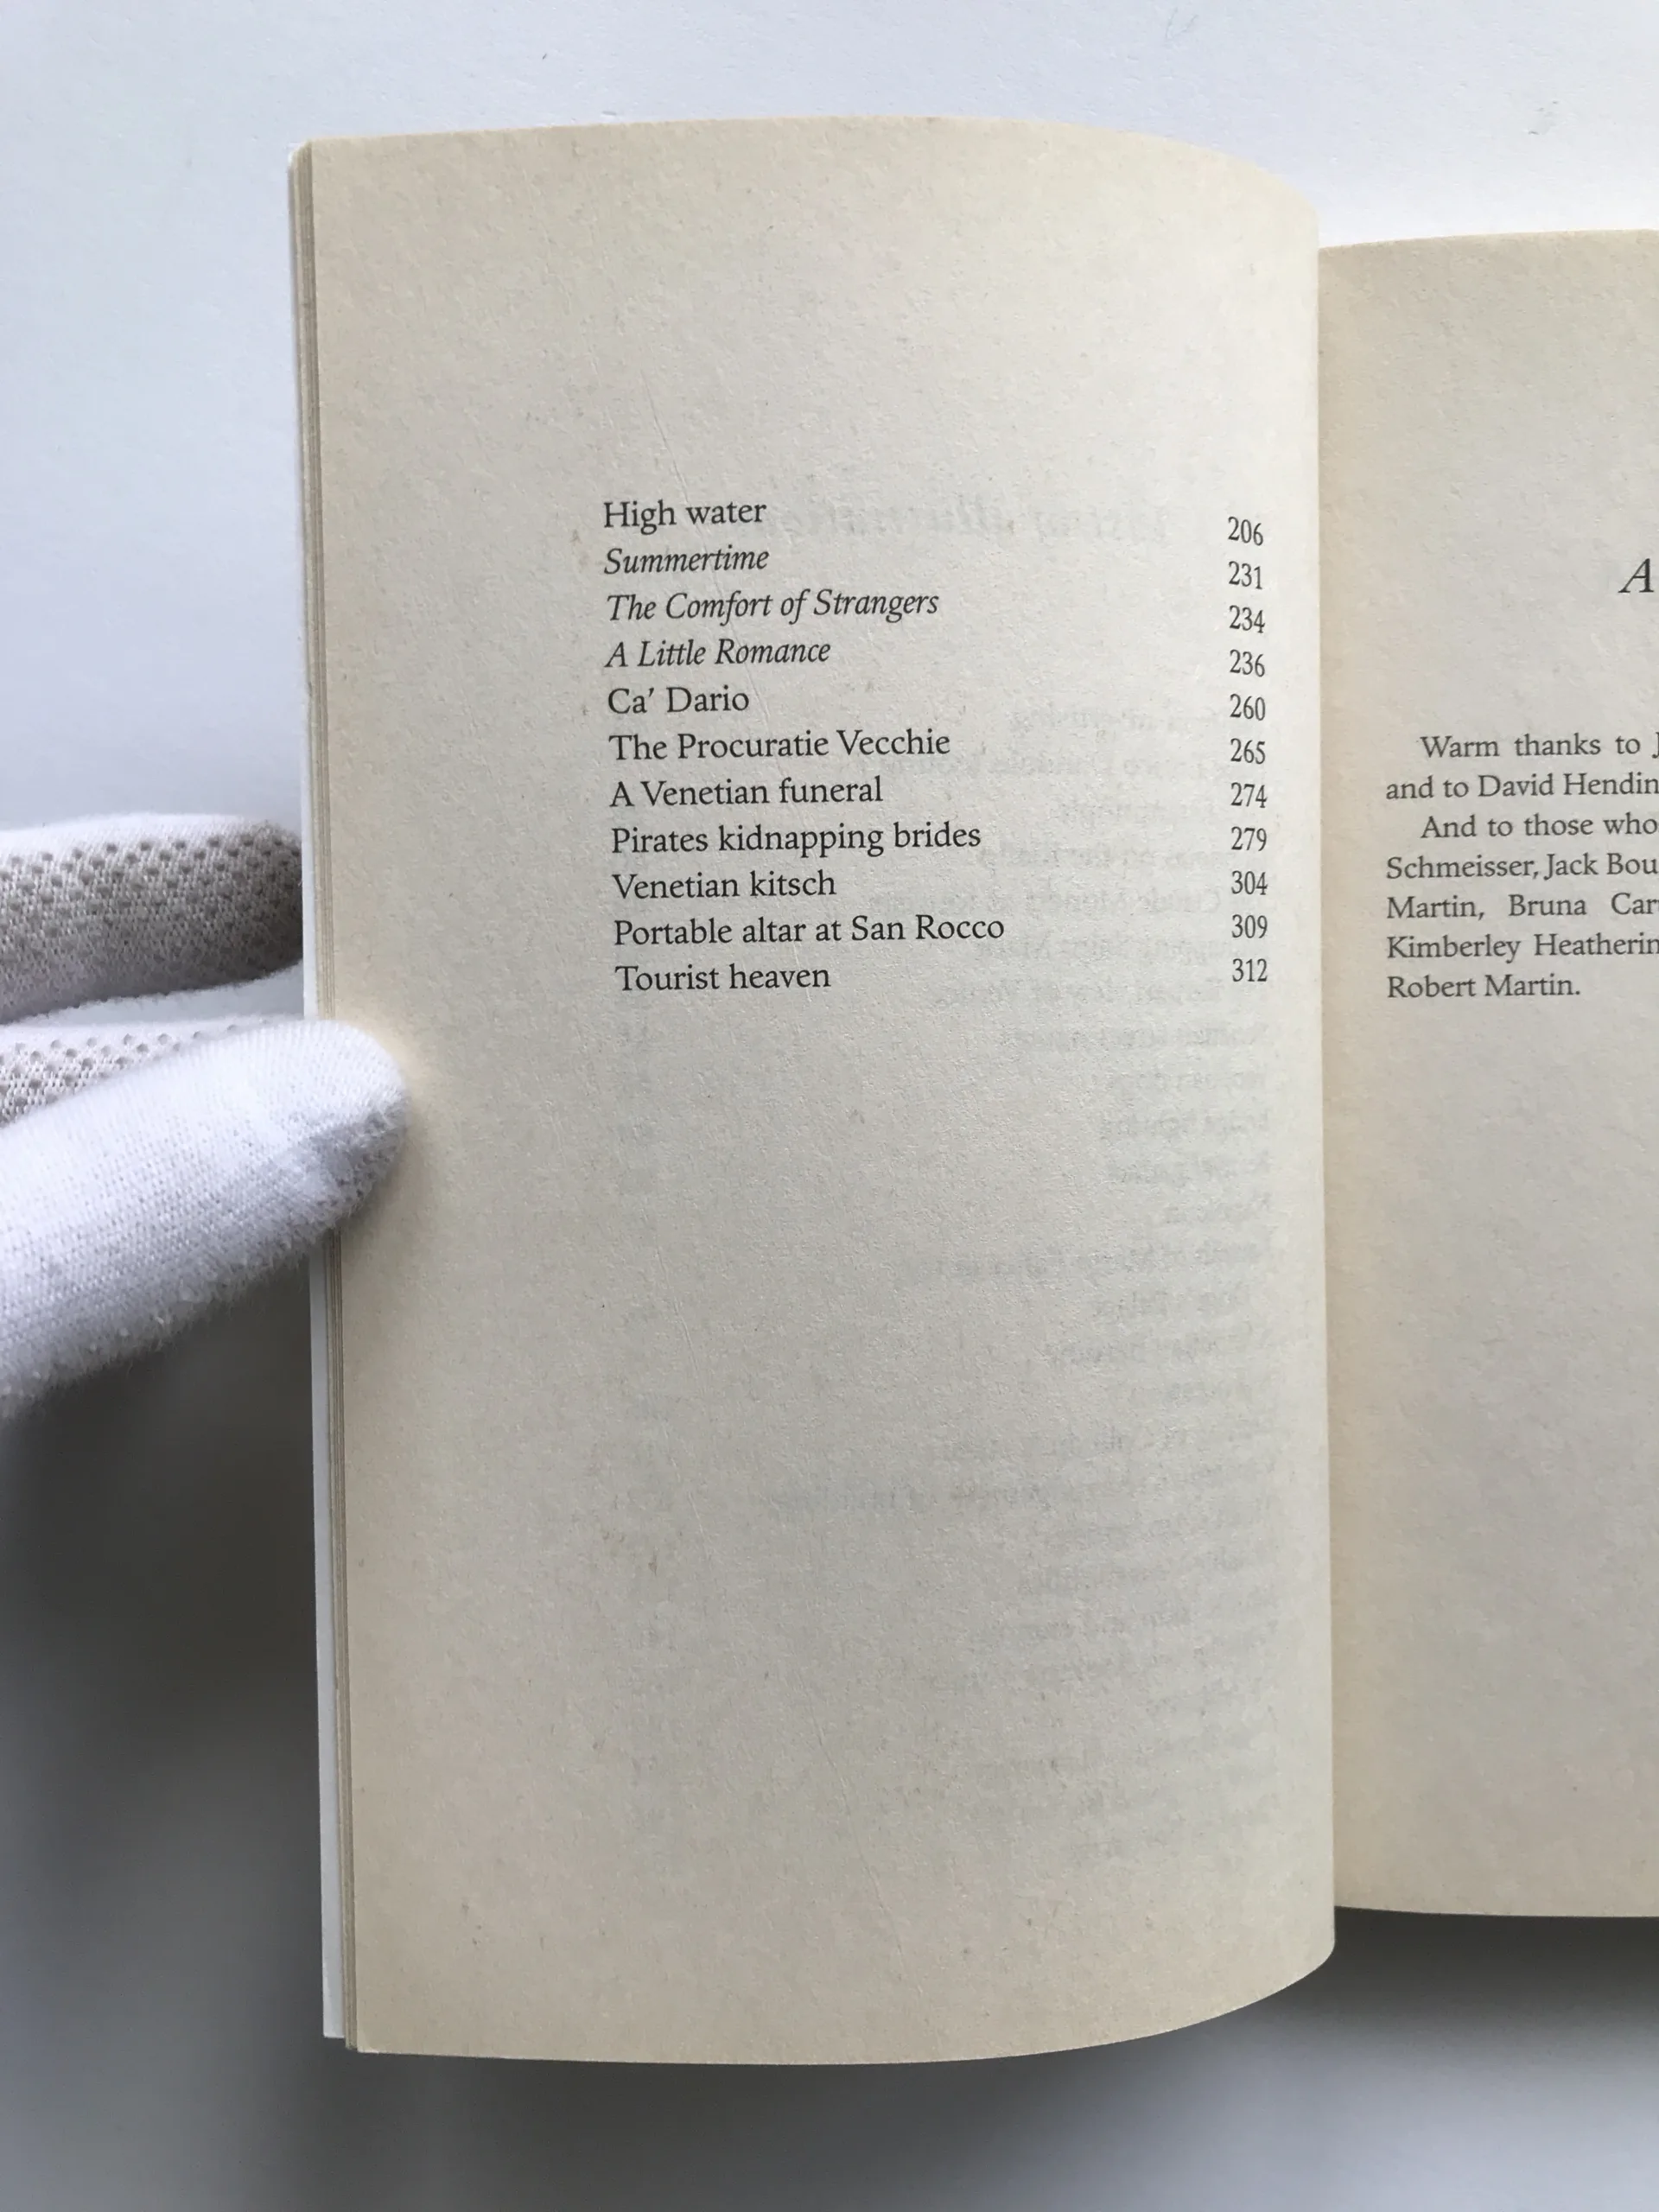 High water 206
Summertime 231
The Comfort of Strangers 234
A Little Romance 236
Ca' Dario 260
The Procuratie Vecchie 265
A Venetian funeral 274
Pirates kidnapping brides 279
Venetian kitsch 304
Portable altar at San Rocco 309
Tourist heaven 312
A
Warm thanks to J
and to David Hendin
And to those who
Schmeisser, Jack Bou
Martin, Bruna Car
Kimberley Heatherin
Robert Martin.